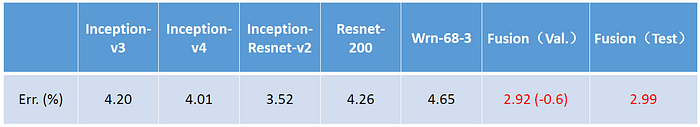 Inception-v3 Inception-v4 Inception-Resnet-v2 Resnet-200 Wrn-68-3 Fusion（Val.） Fusion（Test）
Err. (%) 4.20 4.01 3.52 4.26 4.65 2.92 (-0.6) 2.99